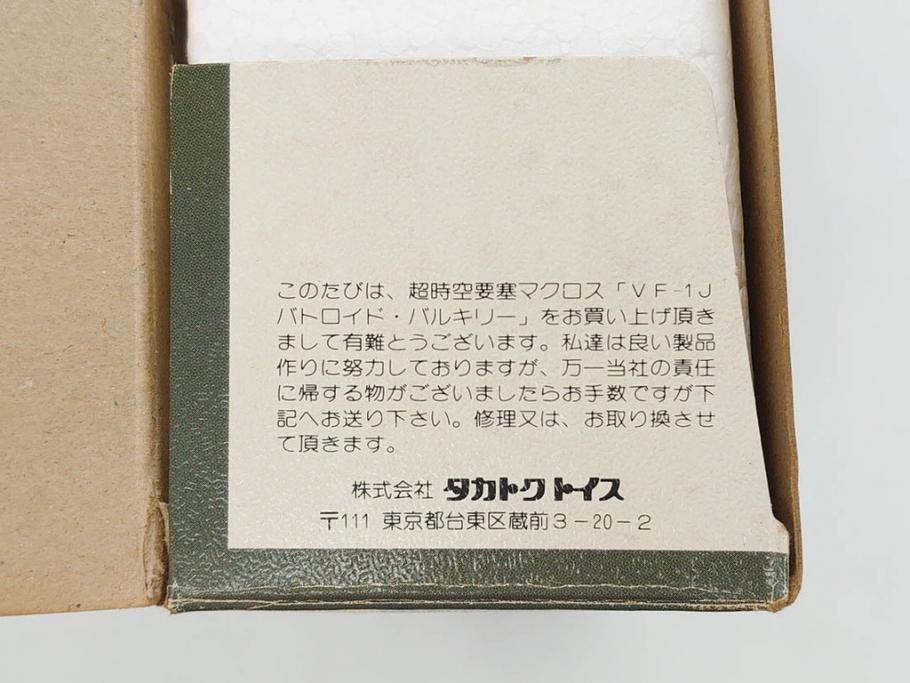 このたびは、超時空要塞マクロス「ＶＦ-1Ｊ
バトロイド・バルキリー」をお買い上げ頂き
まして有難とうございます。私達は良い製品
作りに努力しておりますが、万一当社の責任
に帰する物がございましたらお手数ですが下
記へお送り下さい。修理又は、お取り換させ
て頂きます。
株式会社 タカトクトイス
〒111 東京都台東区蔵前３−20−２